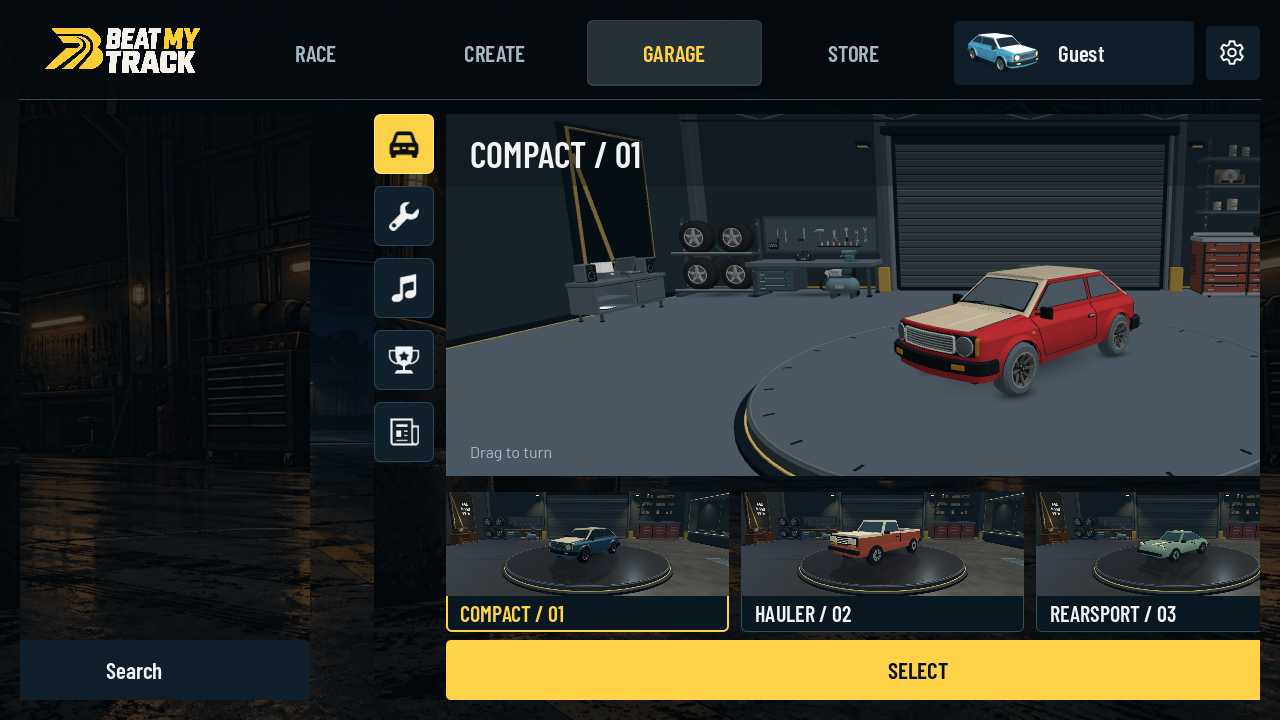 BEAT MY
TRACK
RACE
CREATE
GARAGE
STORE
Guest
COMPACT / 01
Drag to turn
COMPACT / 01
HAULER / 02
REARSPORT / 03
Search
SELECT